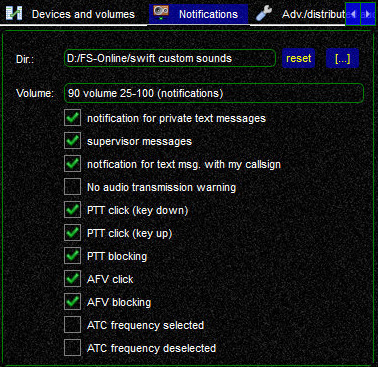 Devices and volumes Notifications Adv./distribut
Dir.: D:/FS-Online/swift custom sounds reset [...]
Volume: 90 volume 25-100 (notifications)
notification for private text messages
supervisor messages
notfication for text msg. with my callsign
No audio transmission warning
PTT click (key down)
PTT click (key up)
PTT blocking
AFV click
AFV blocking
ATC frequency selected
ATC frequency deselected